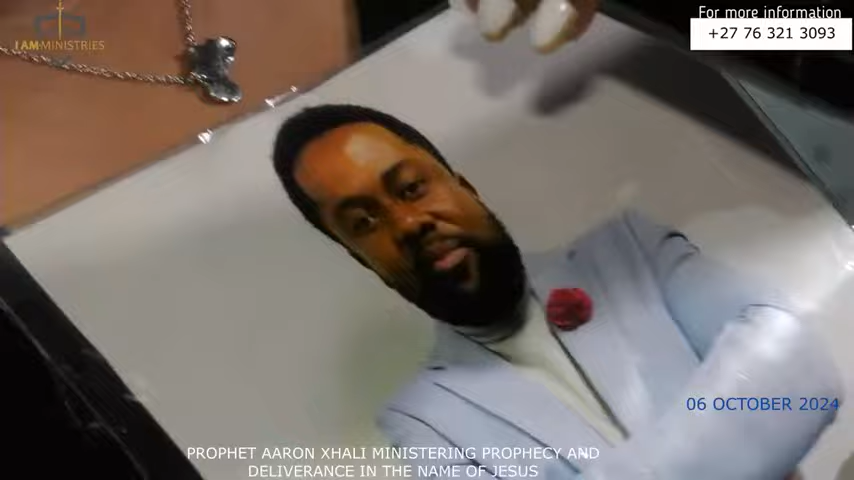 I AM MINISTRIES
For more information
+27 76 321 3093
06 OCTOBER 2024
PROPHET AARON XHALI MINISTERING PROPHECY AND
DELIVERANCE IN THE NAME OF JESUS